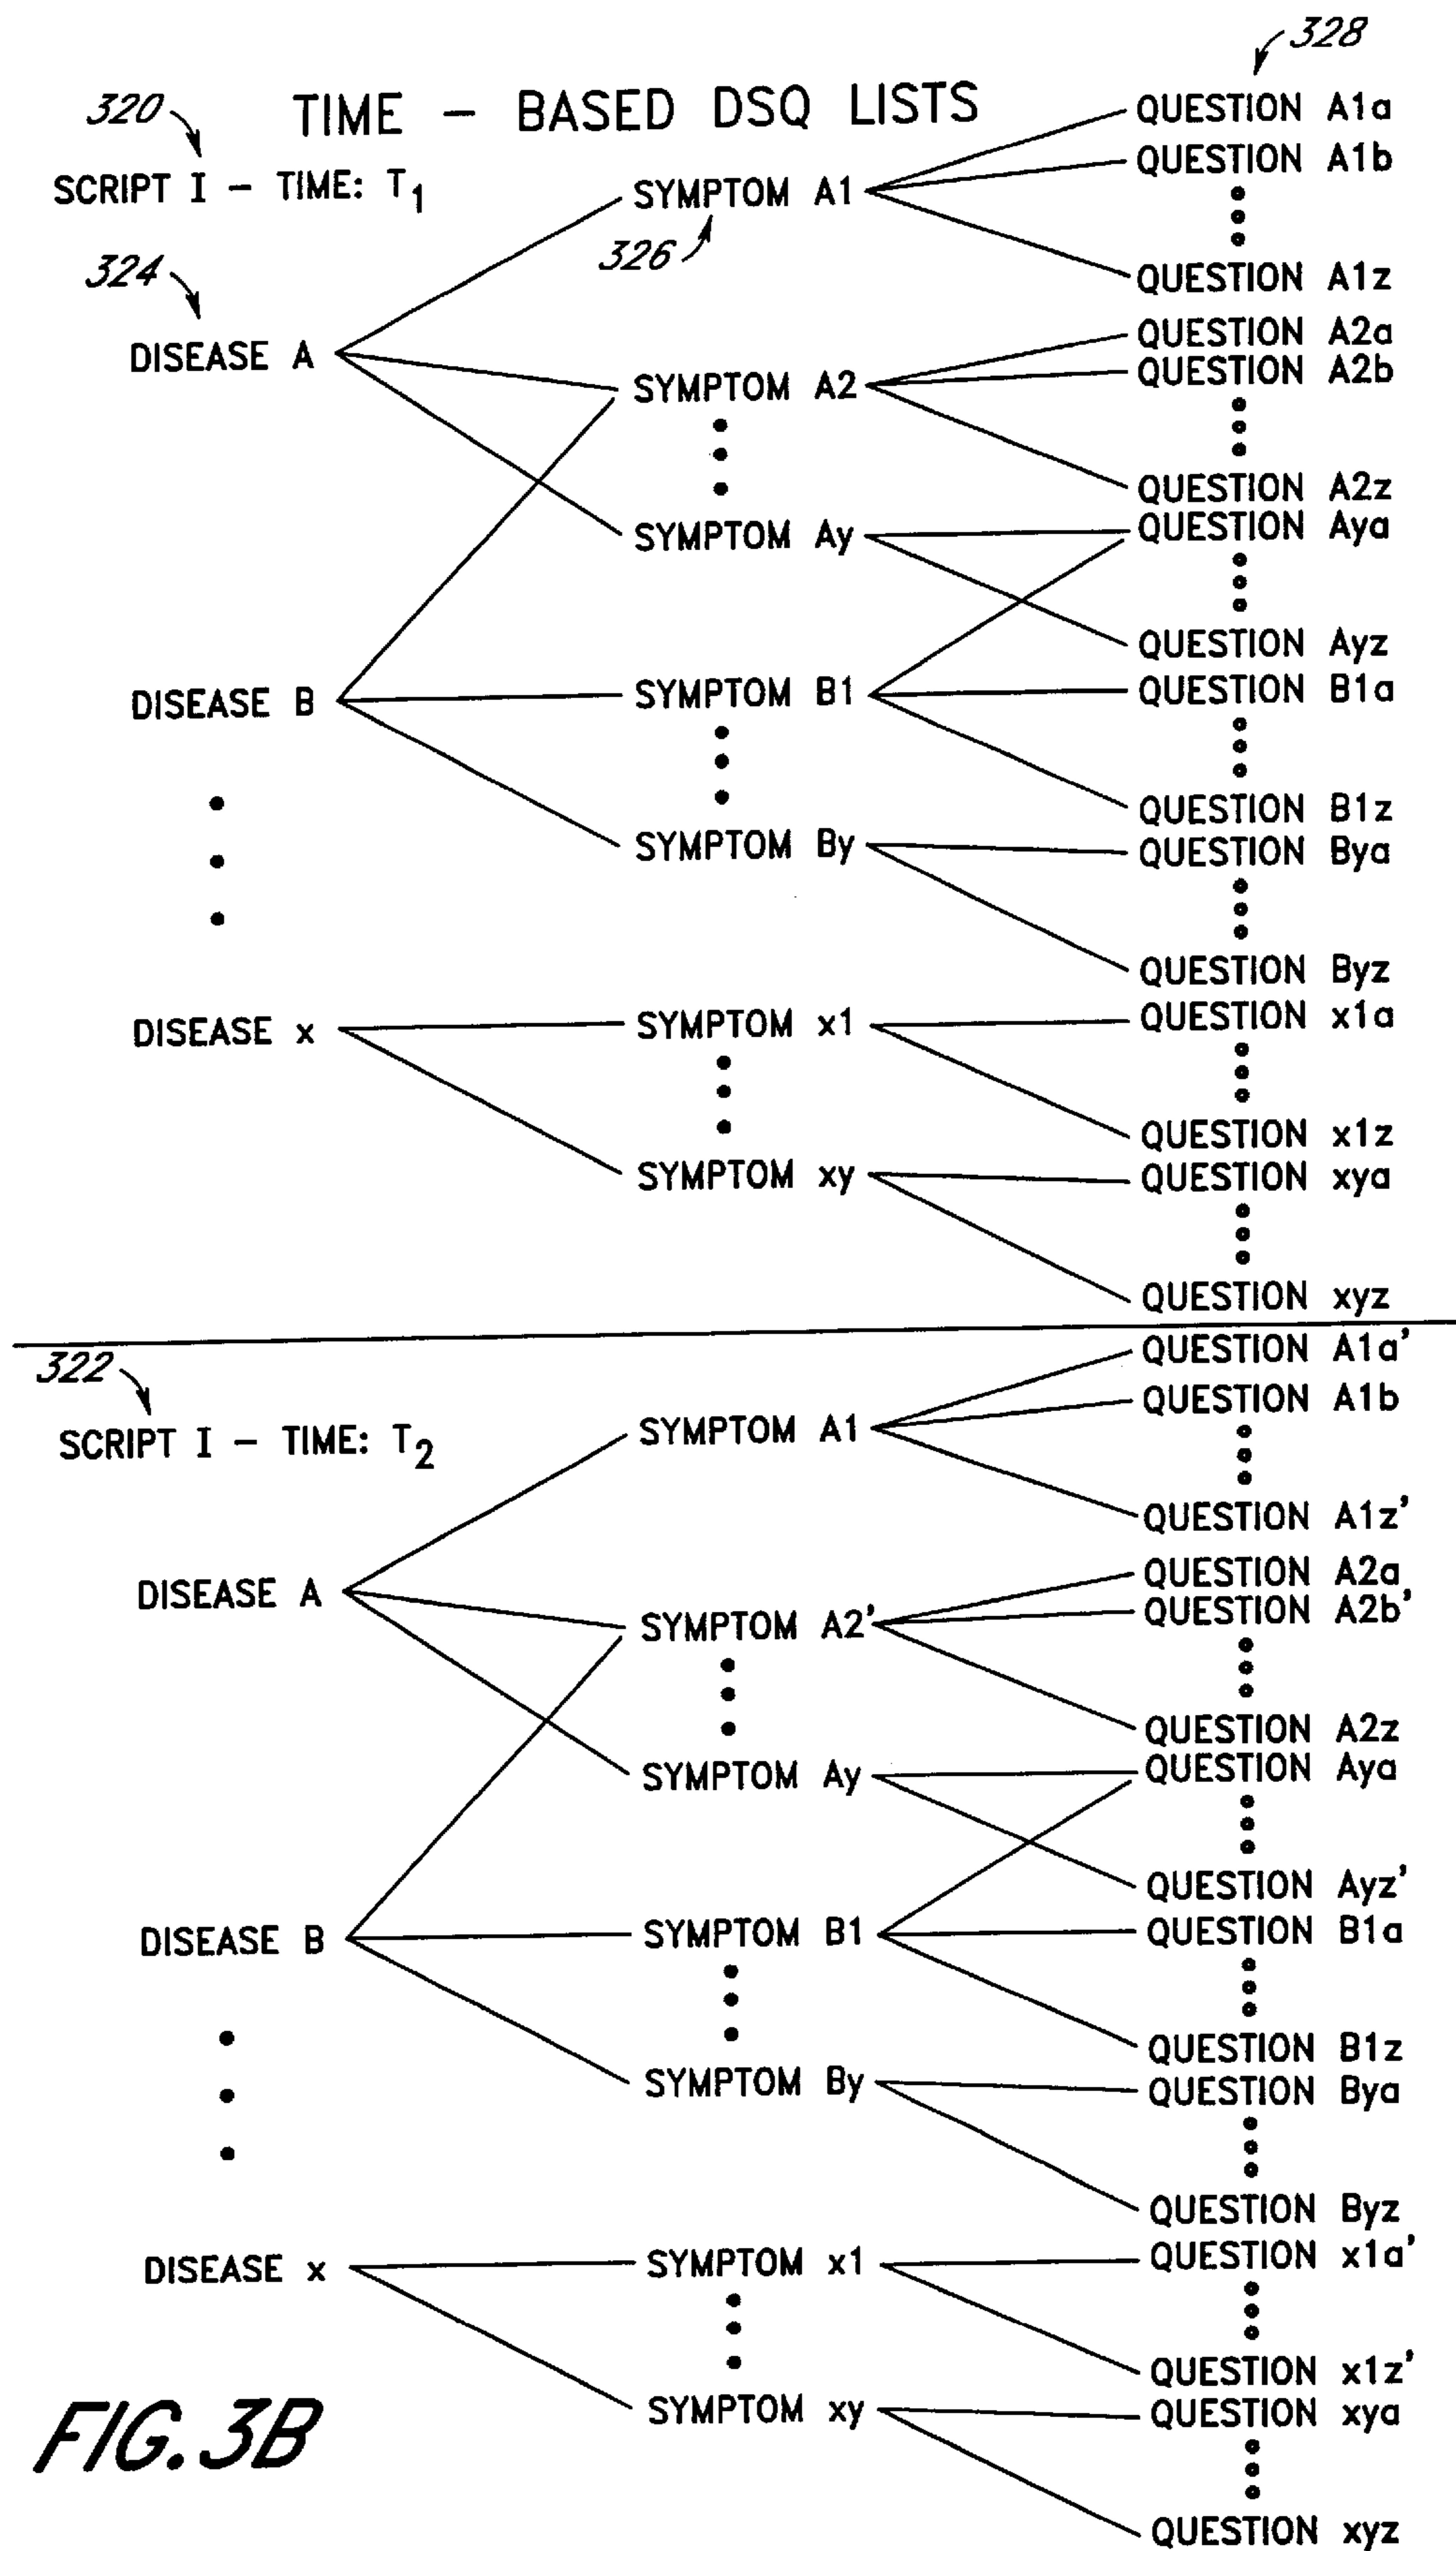 328
TIME – BASED DSQ LISTS
320
SCRIPT I – TIME: T1
324
326
DISEASE A
DISEASE B
DISEASE x
SYMPTOM A1
SYMPTOM A2
SYMPTOM Ay
SYMPTOM B1
SYMPTOM By
SYMPTOM x1
SYMPTOM xy
QUESTION A1a
QUESTION A1b
QUESTION A1z
QUESTION A2a
QUESTION A2b
QUESTION A2z
QUESTION Aya
QUESTION Ayz
QUESTION B1a
QUESTION B1z
QUESTION Bya
QUESTION Byz
QUESTION x1a
QUESTION x1z
QUESTION xya
QUESTION xyz
322
SCRIPT I – TIME: T2
DISEASE A
DISEASE B
DISEASE x
SYMPTOM A1
SYMPTOM A2'
SYMPTOM Ay
SYMPTOM B1
SYMPTOM By
SYMPTOM x1
SYMPTOM xy
QUESTION A1a'
QUESTION A1b
QUESTION A1z'
QUESTION A2a
QUESTION A2b'
QUESTION A2z
QUESTION Aya
QUESTION Ayz'
QUESTION B1a
QUESTION B1z
QUESTION Bya
QUESTION Byz
QUESTION x1a'
QUESTION x1z'
QUESTION xya
QUESTION xyz
FIG. 3B